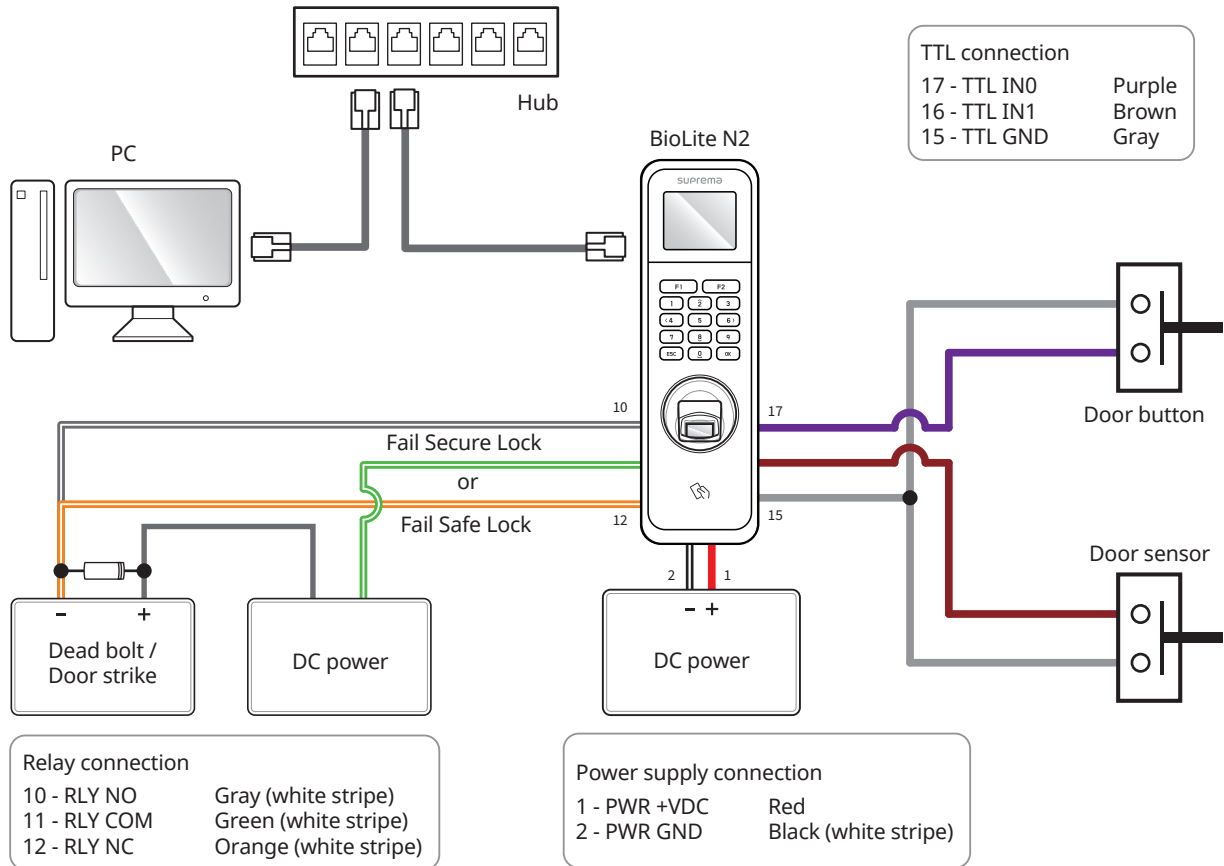 Hub
TTL connection
17 - TTL IN0 Purple
16 - TTL IN1 Brown
15 - TTL GND Gray
PC
BioLite N2
suprema
F1 F2
1 2 3
‹4 5 6›
7 8 9
ESC 0 OK
Door button
10
17
Fail Secure Lock
or
Fail Safe Lock
12
15
Door sensor
2 1
- +
- +
Dead bolt /
Door strike
DC power
DC power
Relay connection
10 - RLY NO Gray (white stripe)
11 - RLY COM Green (white stripe)
12 - RLY NC Orange (white stripe)
Power supply connection
1 - PWR +VDC Red
2 - PWR GND Black (white stripe)